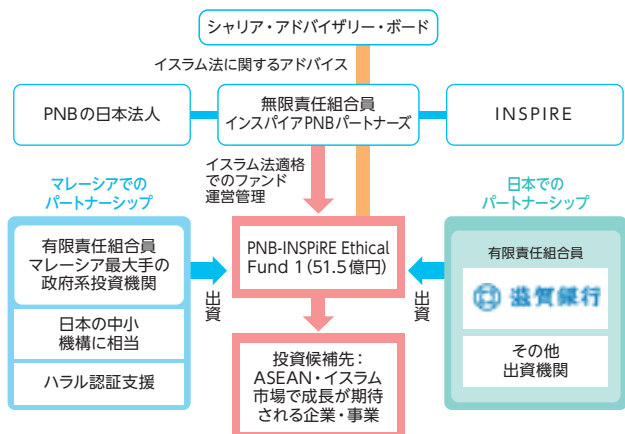 シャリア・アドバイザリー・ボード
イスラム法に関するアドバイス
PNBの日本法人
無限責任組合員
インスパイアPNBパートナーズ
INSPIRE
イスラム法適格
でのファンド
運営管理
マレーシアでの
パートナーシップ
日本での
パートナーシップ
有限責任組合員
マレーシア最大手の
政府系投資機関
日本の中小
機構に相当
ハラル認証支援
出資
PNB-INSPiRE Ethical
Fund 1(51.5億円)
出資
有限責任組合員
滋賀銀行
その他
出資機関
投資候補先：
ASEAN・イスラム
市場で成長が期待
される企業・事業